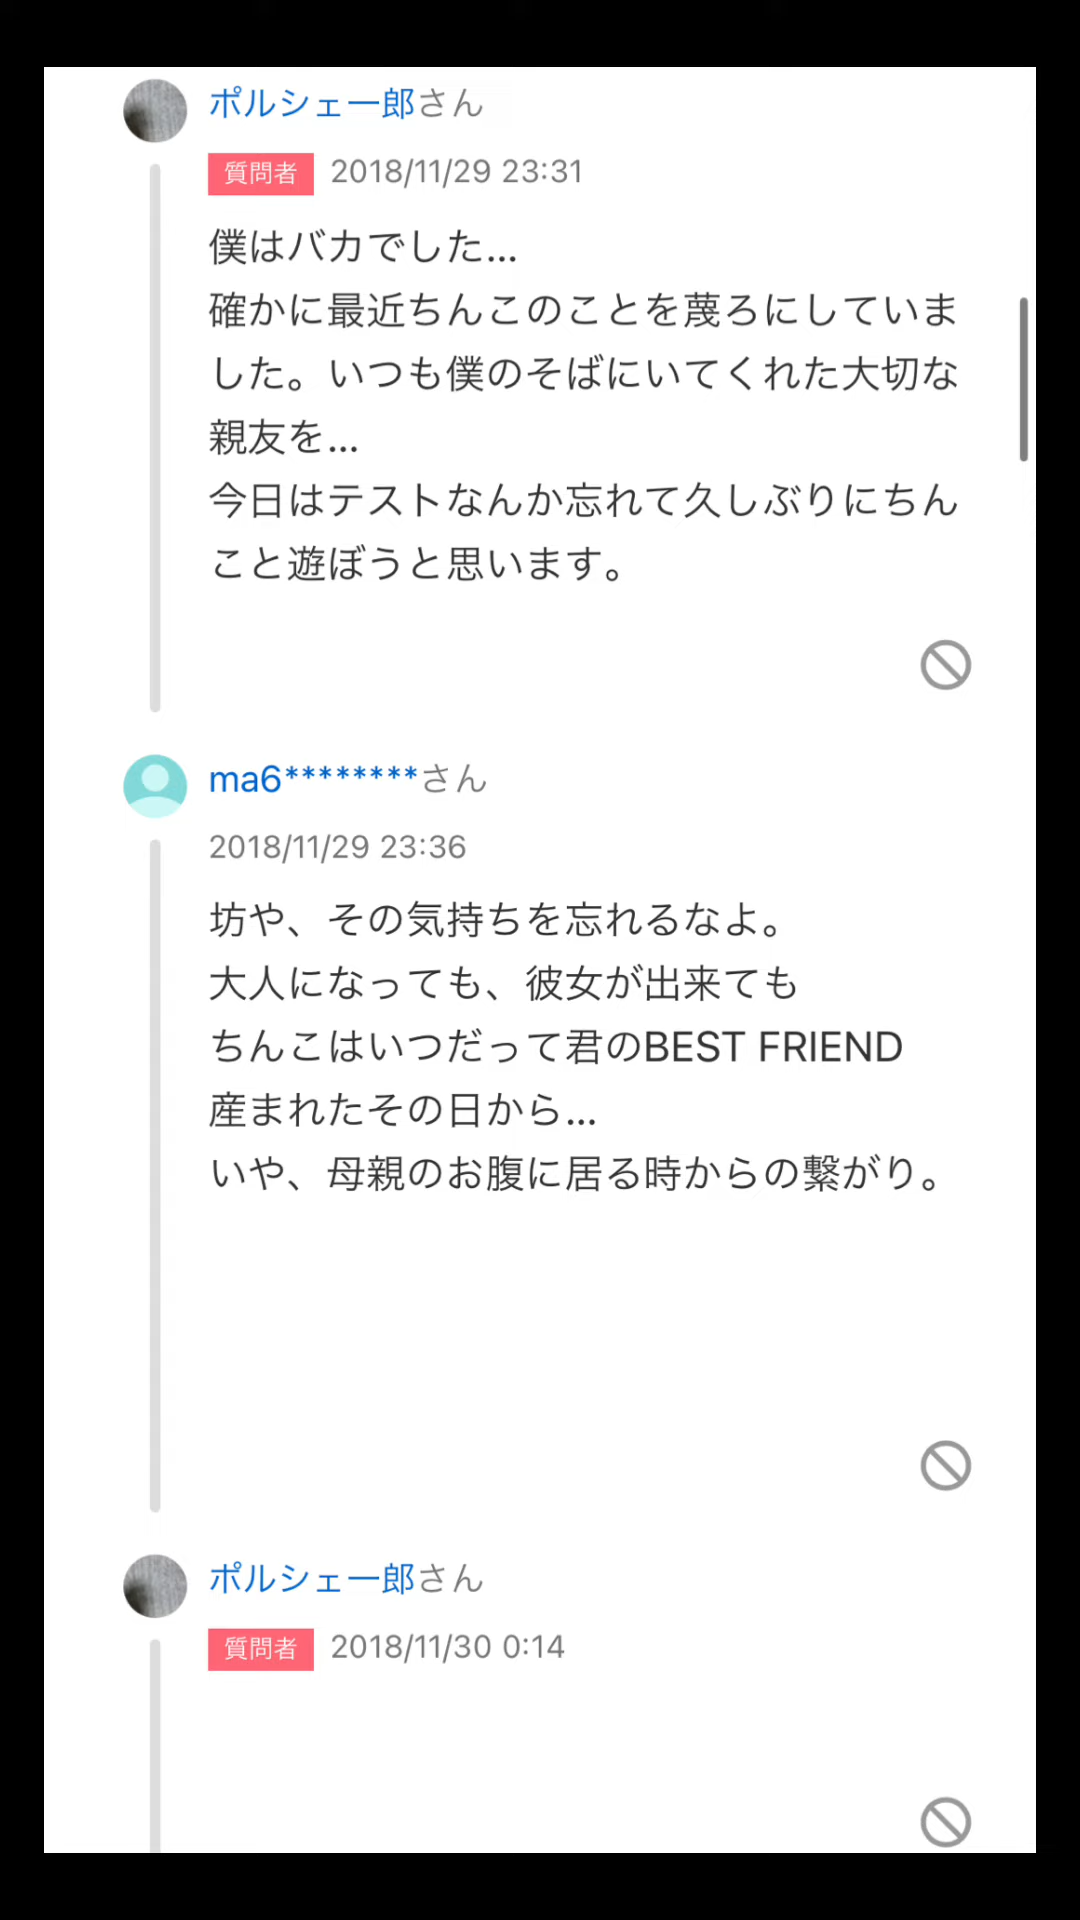 ポルシェ一郎さん
質問者 2018/11/29 23:31
僕はバカでした...
確かに最近ちんこのことを蔑ろにしていま
した。いつも僕のそばにいてくれた大切な
親友を...
今日はテストなんか忘れて久しぶりにちん
こと遊ぼうと思います。
ma6********さん
2018/11/29 23:36
坊や、その気持ちを忘れるなよ。
大人になっても、彼女が出来ても
ちんこはいつだって君のBEST FRIEND
産まれたその日から...
いや、母親のお腹に居る時からの繋がり。
ポルシェ一郎さん
質問者 2018/11/30 0:14